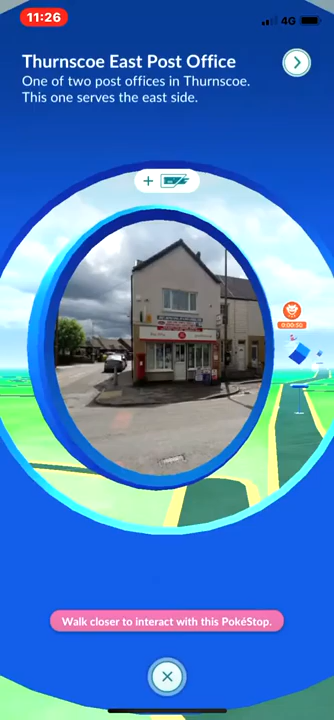 11:26
4G
Thurnscoe East Post Office
One of two post offices in Thurnscoe.
This one serves the east side.
+
0:00:50
Walk closer to interact with this PokéStop.